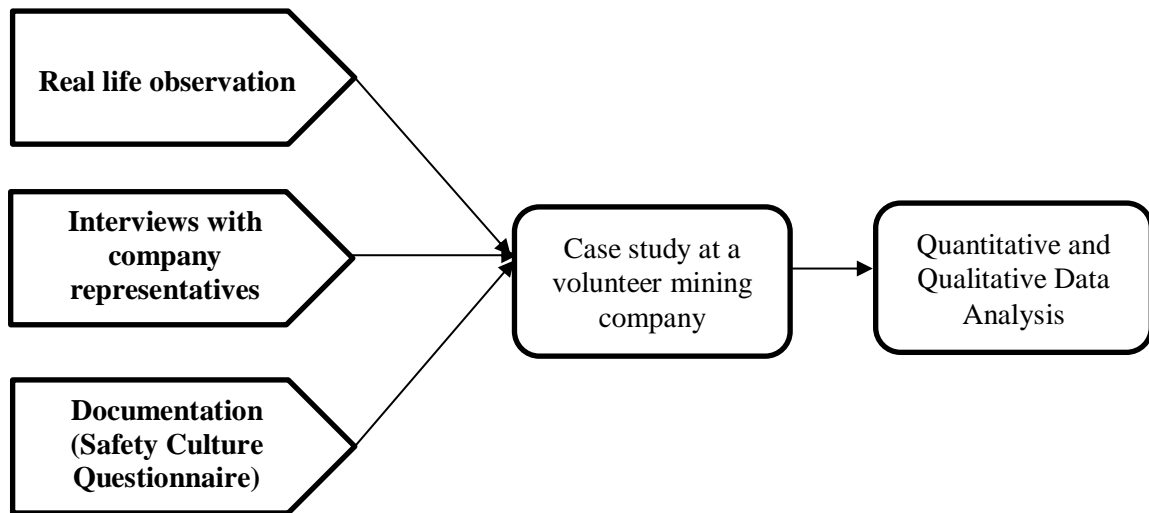 Real life observation
Interviews with
company
representatives
Documentation
(Safety Culture
Questionnaire)
Case study at a
volunteer mining
company
Quantitative and
Qualitative Data
Analysis